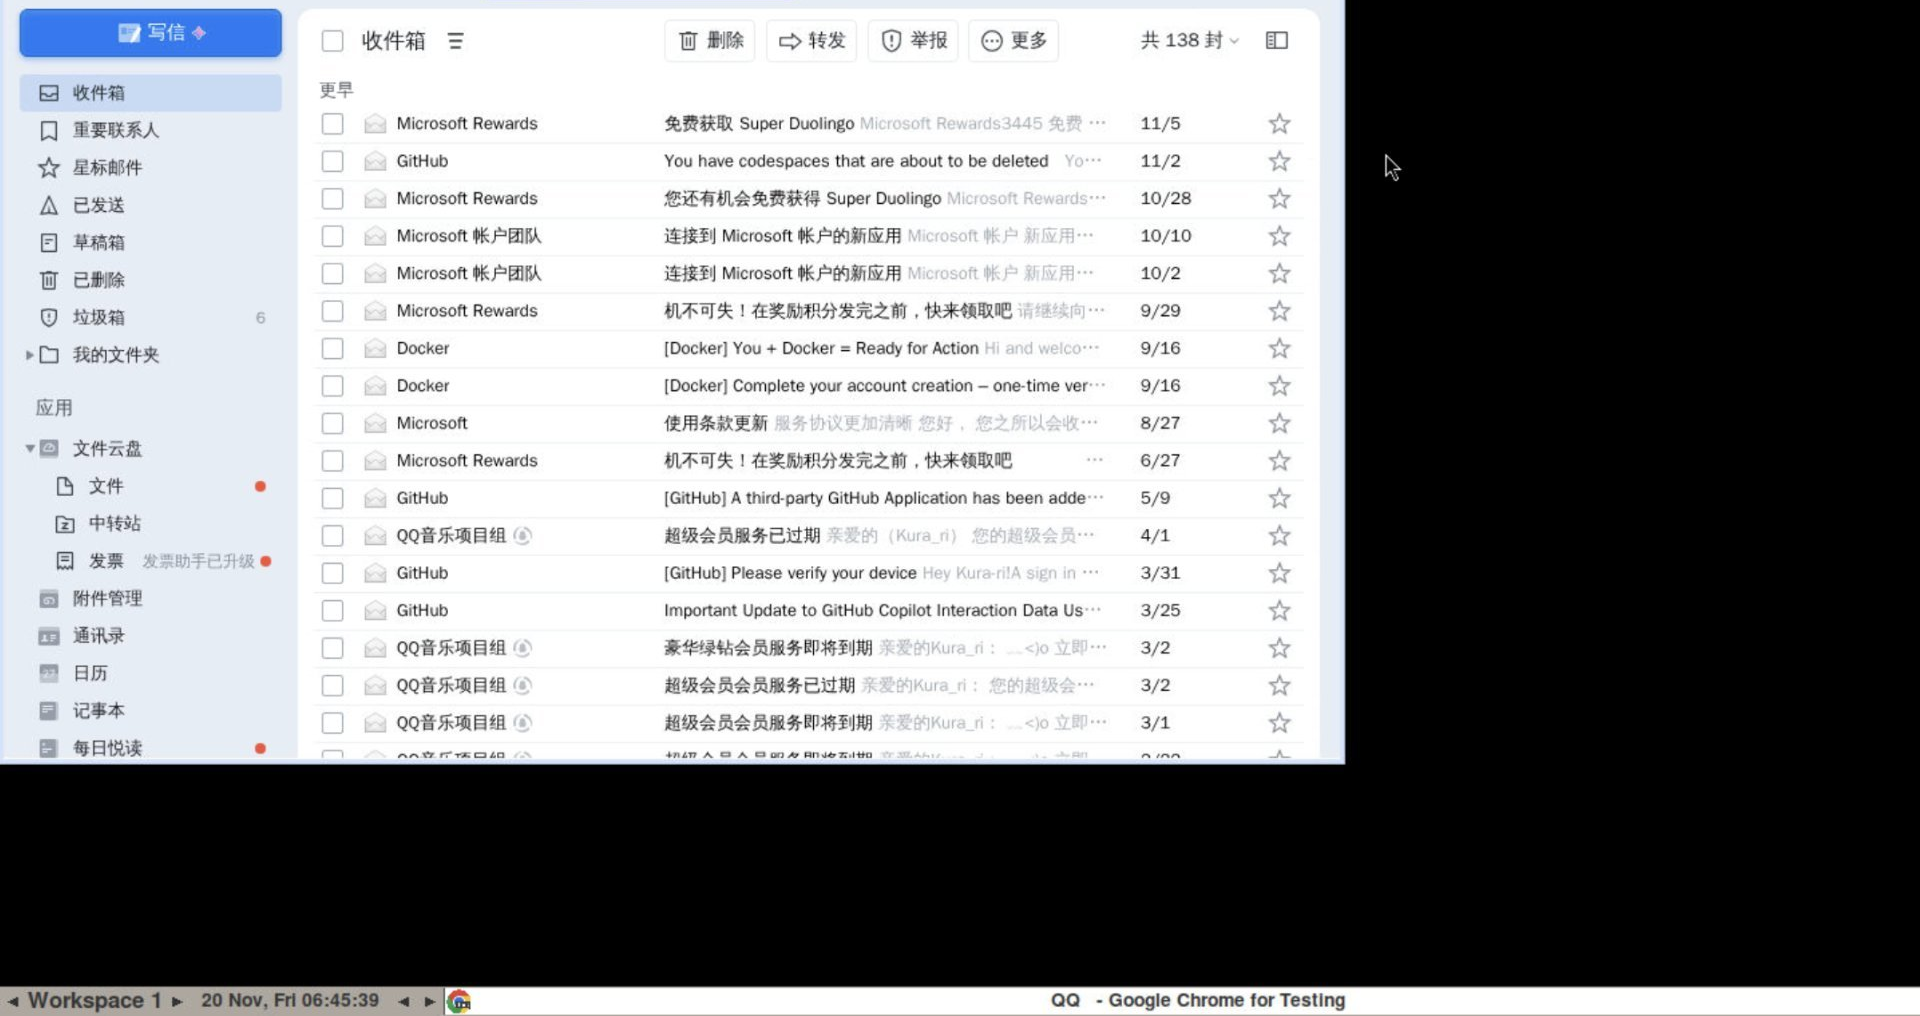 写信
收件箱
重要联系人
星标邮件
已发送
草稿箱
已删除
垃圾箱 6
我的文件夹
应用
文件云盘
文件
中转站
发票 发票助手已升级
附件管理
通讯录
日历
记事本
每日悦读
收件箱 删除 转发 举报 更多 共 138 封
更早
Microsoft Rewards 免费获取 Super Duolingo Microsoft Rewards3445 免费 ··· 11/5
GitHub You have codespaces that are about to be deleted Yo··· 11/2
Microsoft Rewards 您还有机会免费获得 Super Duolingo Microsoft Rewards··· 10/28
Microsoft 帐户团队 连接到 Microsoft 帐户的新应用 Microsoft 帐户 新应用··· 10/10
Microsoft 帐户团队 连接到 Microsoft 帐户的新应用 Microsoft 帐户 新应用··· 10/2
Microsoft Rewards 机不可失！在奖励积分发完之前，快来领取吧 请继续向··· 9/29
Docker [Docker] You + Docker = Ready for Action Hi and welco··· 9/16
Docker [Docker] Complete your account creation – one-time ver··· 9/16
Microsoft 使用条款更新 服务协议更加清晰 您好， 您之所以会收··· 8/27
Microsoft Rewards 机不可失！在奖励积分发完之前，快来领取吧 ··· 6/27
GitHub [GitHub] A third-party GitHub Application has been adde··· 5/9
QQ音乐项目组 超级会员服务已过期 亲爱的（Kura_ri） 您的超级会员··· 4/1
GitHub [GitHub] Please verify your device Hey Kura-ri!A sign in ··· 3/31
GitHub Important Update to GitHub Copilot Interaction Data Us··· 3/25
QQ音乐项目组 豪华绿钻会员服务即将到期 亲爱的Kura_ri： ﹏<)o 立即··· 3/2
QQ音乐项目组 超级会员会员服务已过期 亲爱的Kura_ri： 您的超级会··· 3/2
QQ音乐项目组 超级会员会员服务即将到期 亲爱的Kura_ri： ﹏<)o 立即··· 3/1
Workspace 1 20 Nov, Fri 06:45:39 QQ - Google Chrome for Testing